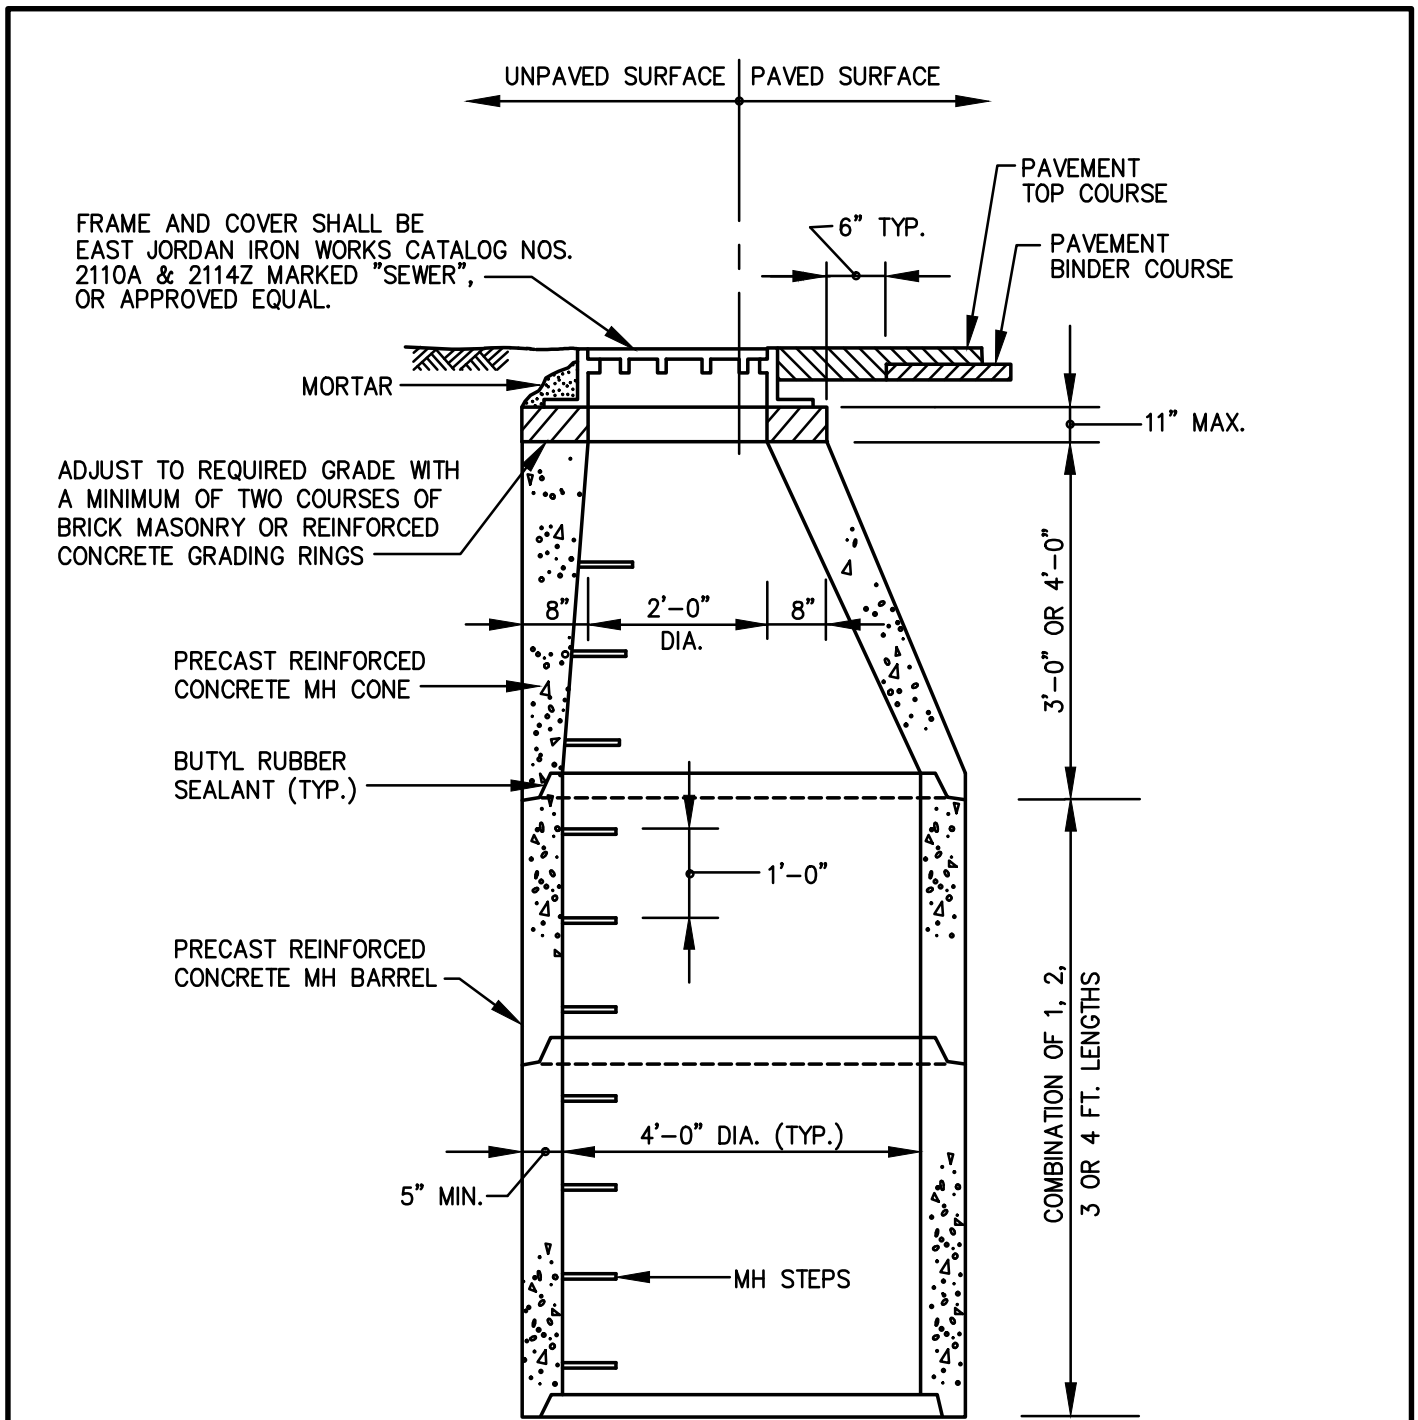 UNPAVED SURFACE
PAVED SURFACE
PAVEMENT
TOP COURSE
FRAME AND COVER SHALL BE
EAST JORDAN IRON WORKS CATALOG NOS.
2110A & 2114Z MARKED "SEWER",
OR APPROVED EQUAL.
6" TYP.
PAVEMENT
BINDER COURSE
MORTAR
11" MAX.
ADJUST TO REQUIRED GRADE WITH
A MINIMUM OF TWO COURSES OF
BRICK MASONRY OR REINFORCED
CONCRETE GRADING RINGS
8"
2'-0"
DIA.
8"
3'-0" OR 4'-0"
PRECAST REINFORCED
CONCRETE MH CONE
BUTYL RUBBER
SEALANT (TYP.)
1'-0"
PRECAST REINFORCED
CONCRETE MH BARREL
COMBINATION OF 1, 2,
3 OR 4 FT. LENGTHS
4'-0" DIA. (TYP.)
5" MIN.
MH STEPS